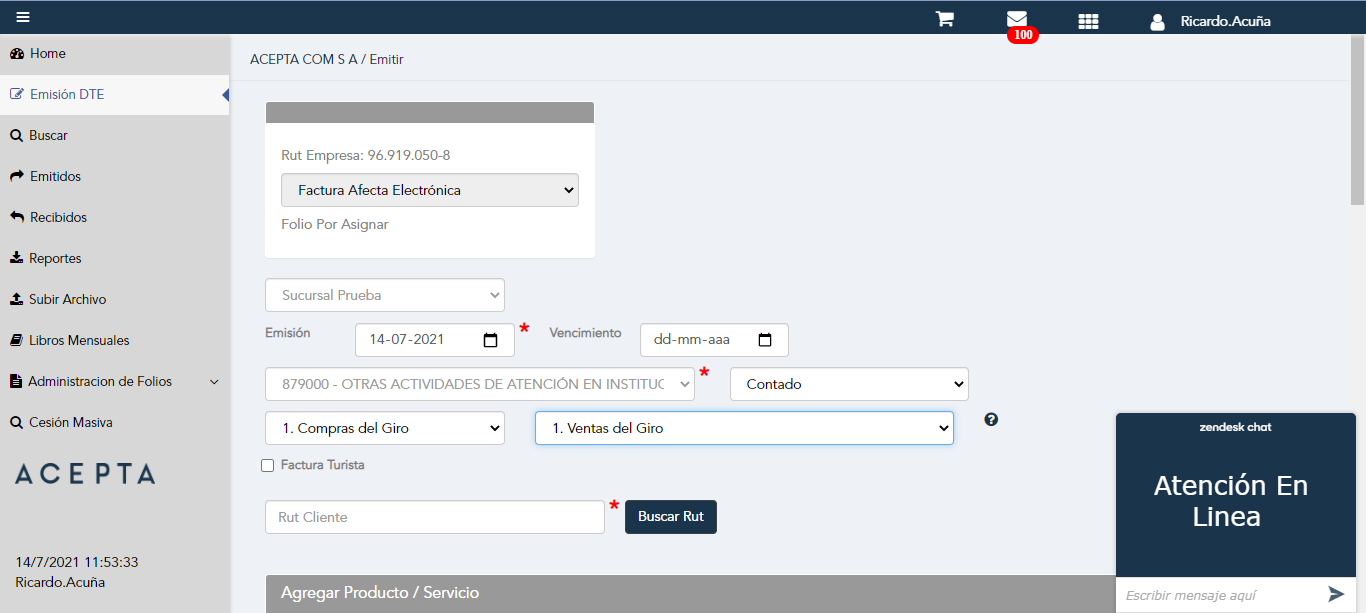 100
Ricardo.Acuña
Home
Emisión DTE
Buscar
Emitidos
Recibidos
Reportes
Subir Archivo
Libros Mensuales
Administracion de Folios
Cesión Masiva
ACEPTA
14/7/2021 11:53:33
Ricardo.Acuña
ACEPTA COM S A / Emitir
Rut Empresa: 96.919.050-8
Factura Afecta Electrónica
Folio Por Asignar
Sucursal Prueba
Emisión 14-07-2021 * Vencimiento dd-mm-aaa
879000 - OTRAS ACTIVIDADES DE ATENCIÓN EN INSTITUC * Contado
1. Compras del Giro 1. Ventas del Giro ?
Factura Turista
Rut Cliente * Buscar Rut
Agregar Producto / Servicio
zendesk chat
Atención En
Linea
Escribir mensaje aquí